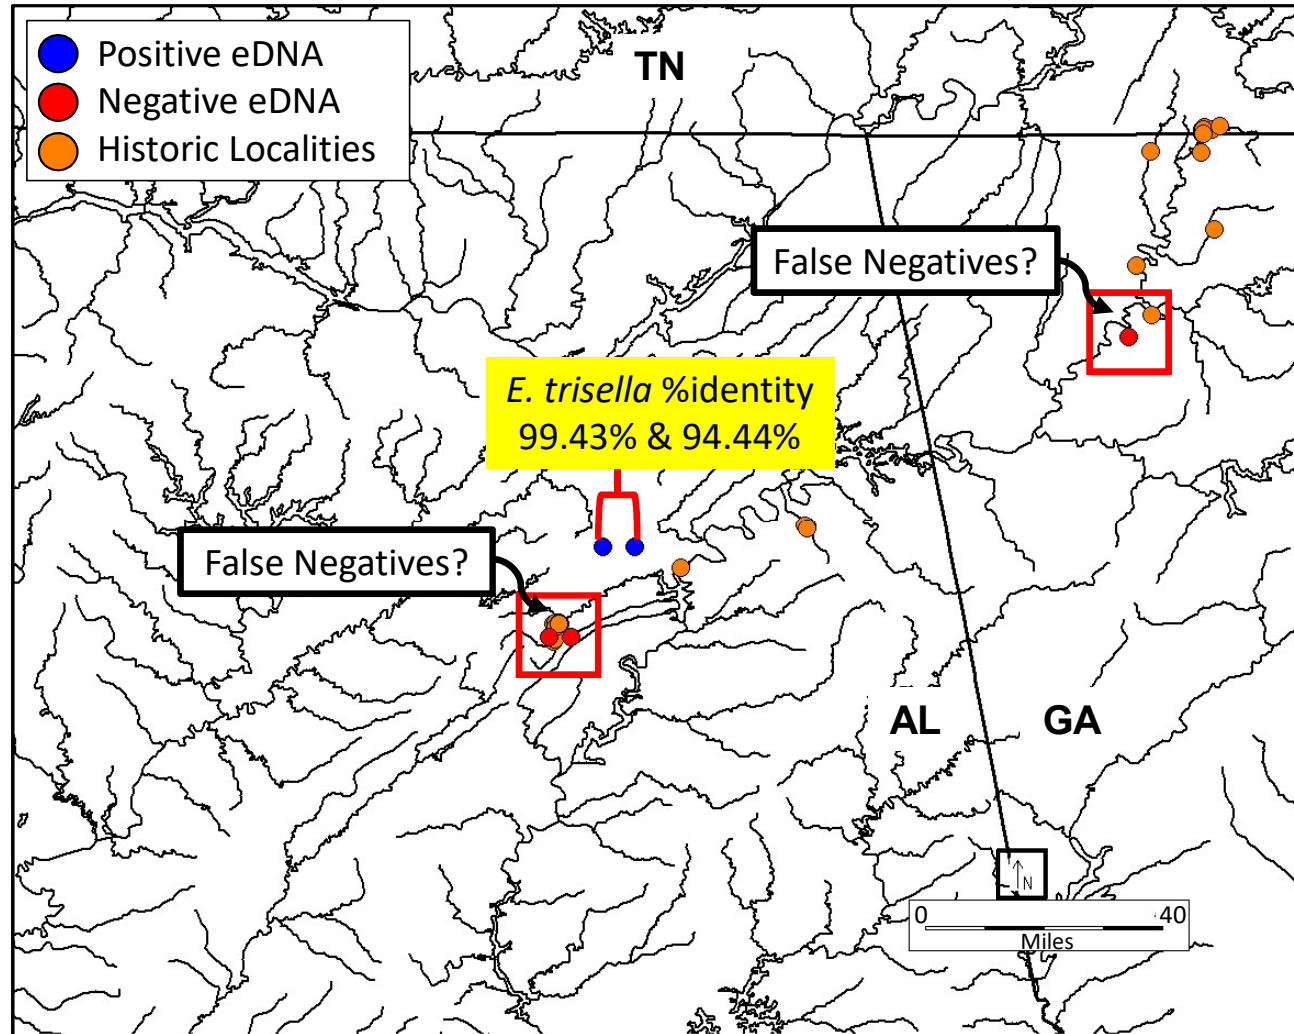 Positive eDNA
Negative eDNA
Historic Localities
TN
False Negatives?
E. trisella %identity
99.43% & 94.44%
False Negatives?
AL
GA
N
0
40
Miles